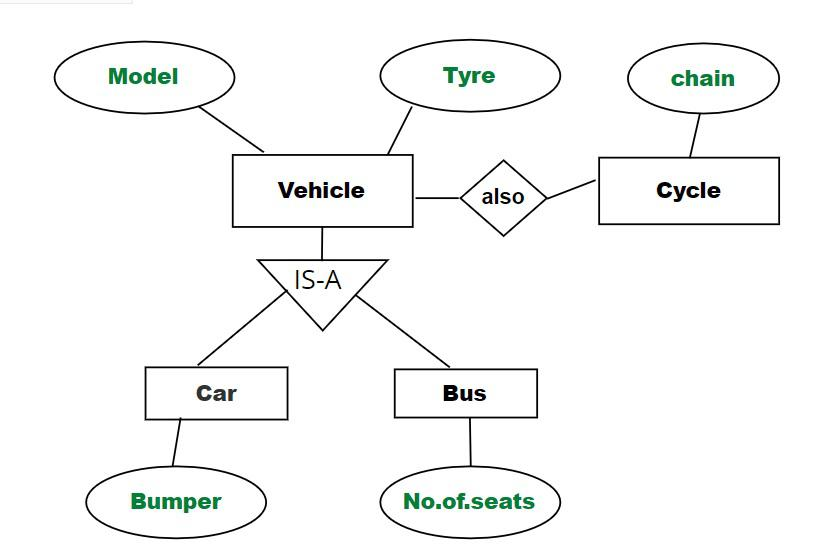 Model
Tyre
chain
Vehicle
also
Cycle
IS-A
Car
Bus
Bumper
No.of.seats